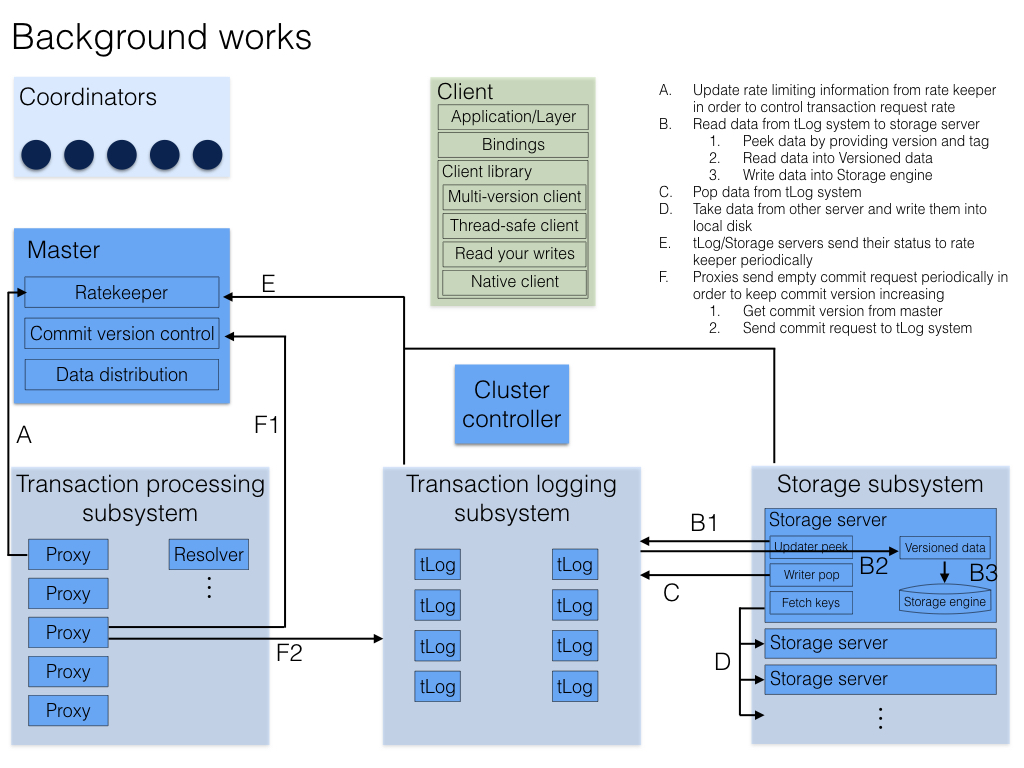 Background works
Coordinators
Client
Application/Layer
Bindings
Client library
Multi-version client
Thread-safe client
Read your writes
Native client
A. Update rate limiting information from rate keeper
in order to control transaction request rate
B. Read data from tLog system to storage server
1. Peek data by providing version and tag
2. Read data into Versioned data
3. Write data into Storage engine
C. Pop data from tLog system
D. Take data from other server and write them into
local disk
E. tLog/Storage servers send their status to rate
keeper periodically
F. Proxies send empty commit request periodically in
order to keep commit version increasing
1. Get commit version from master
2. Send commit request to tLog system
Master
Ratekeeper
Commit version control
Data distribution
E
F1
A
Cluster
controller
Transaction processing
subsystem
Proxy
Resolver
Proxy
Proxy
Proxy
Proxy
F2
Transaction logging
subsystem
tLog
tLog
tLog
tLog
tLog
tLog
tLog
tLog
B1
B2
C
Storage subsystem
Storage server
Updater peek
Versioned data
Writer pop
B3
Fetch keys
Storage engine
D
Storage server
Storage server